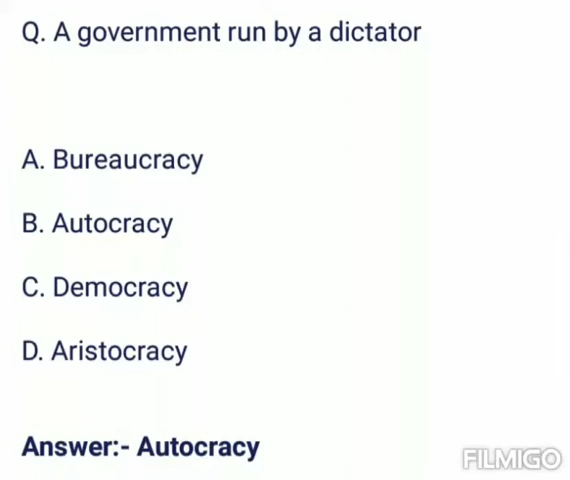 Q. A government run by a dictator
A. Bureaucracy
B. Autocracy
C. Democracy
D. Aristocracy
Answer:- Autocracy
FILMIGO